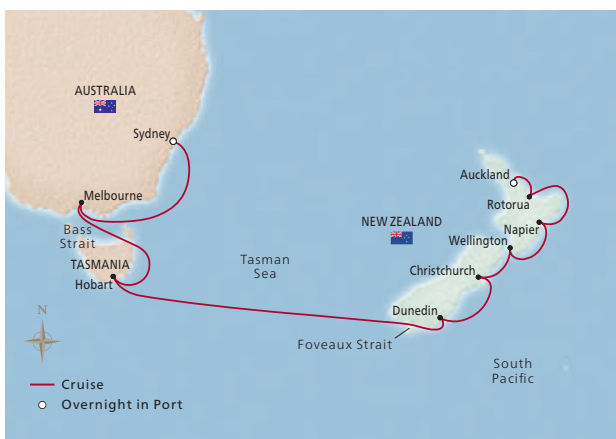 AUSTRALIA
Sydney
Melbourne
Bass
Strait
TASMANIA
Hobart
Tasman
Sea
NEW ZEALAND
Auckland
Rotorua
Napier
Wellington
Christchurch
Dunedin
Foveaux Strait
South
Pacific
N
Cruise
Overnight in Port